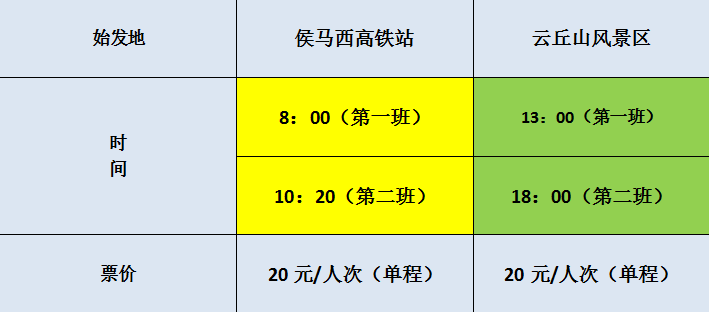 始发地
侯马西高铁站
云丘山风景区
时
间
8：00（第一班）
13：00（第一班）
10：20（第二班）
18：00（第二班）
票价
20 元/人次（单程）
20 元/人次（单程）